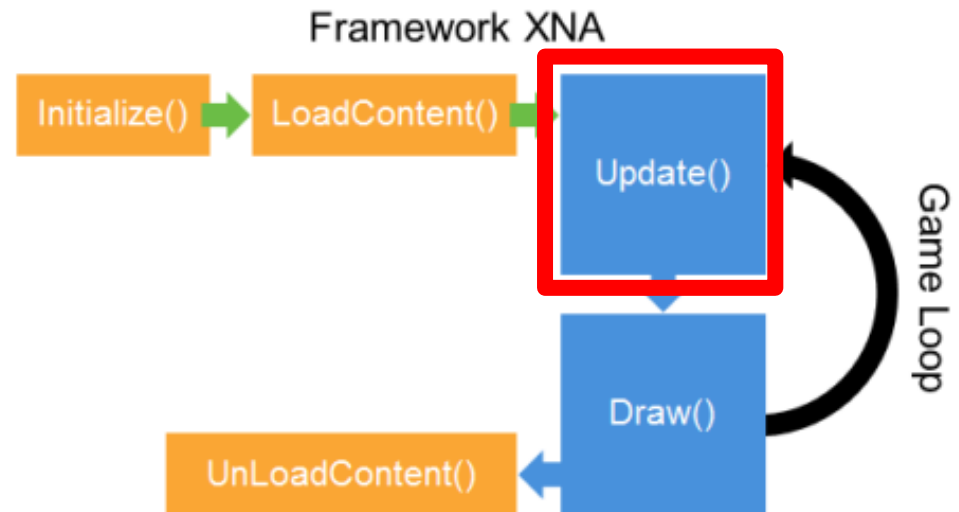 Framework XNA
Initialize()
LoadContent()
Update()
Game Loop
Draw()
UnLoadContent()